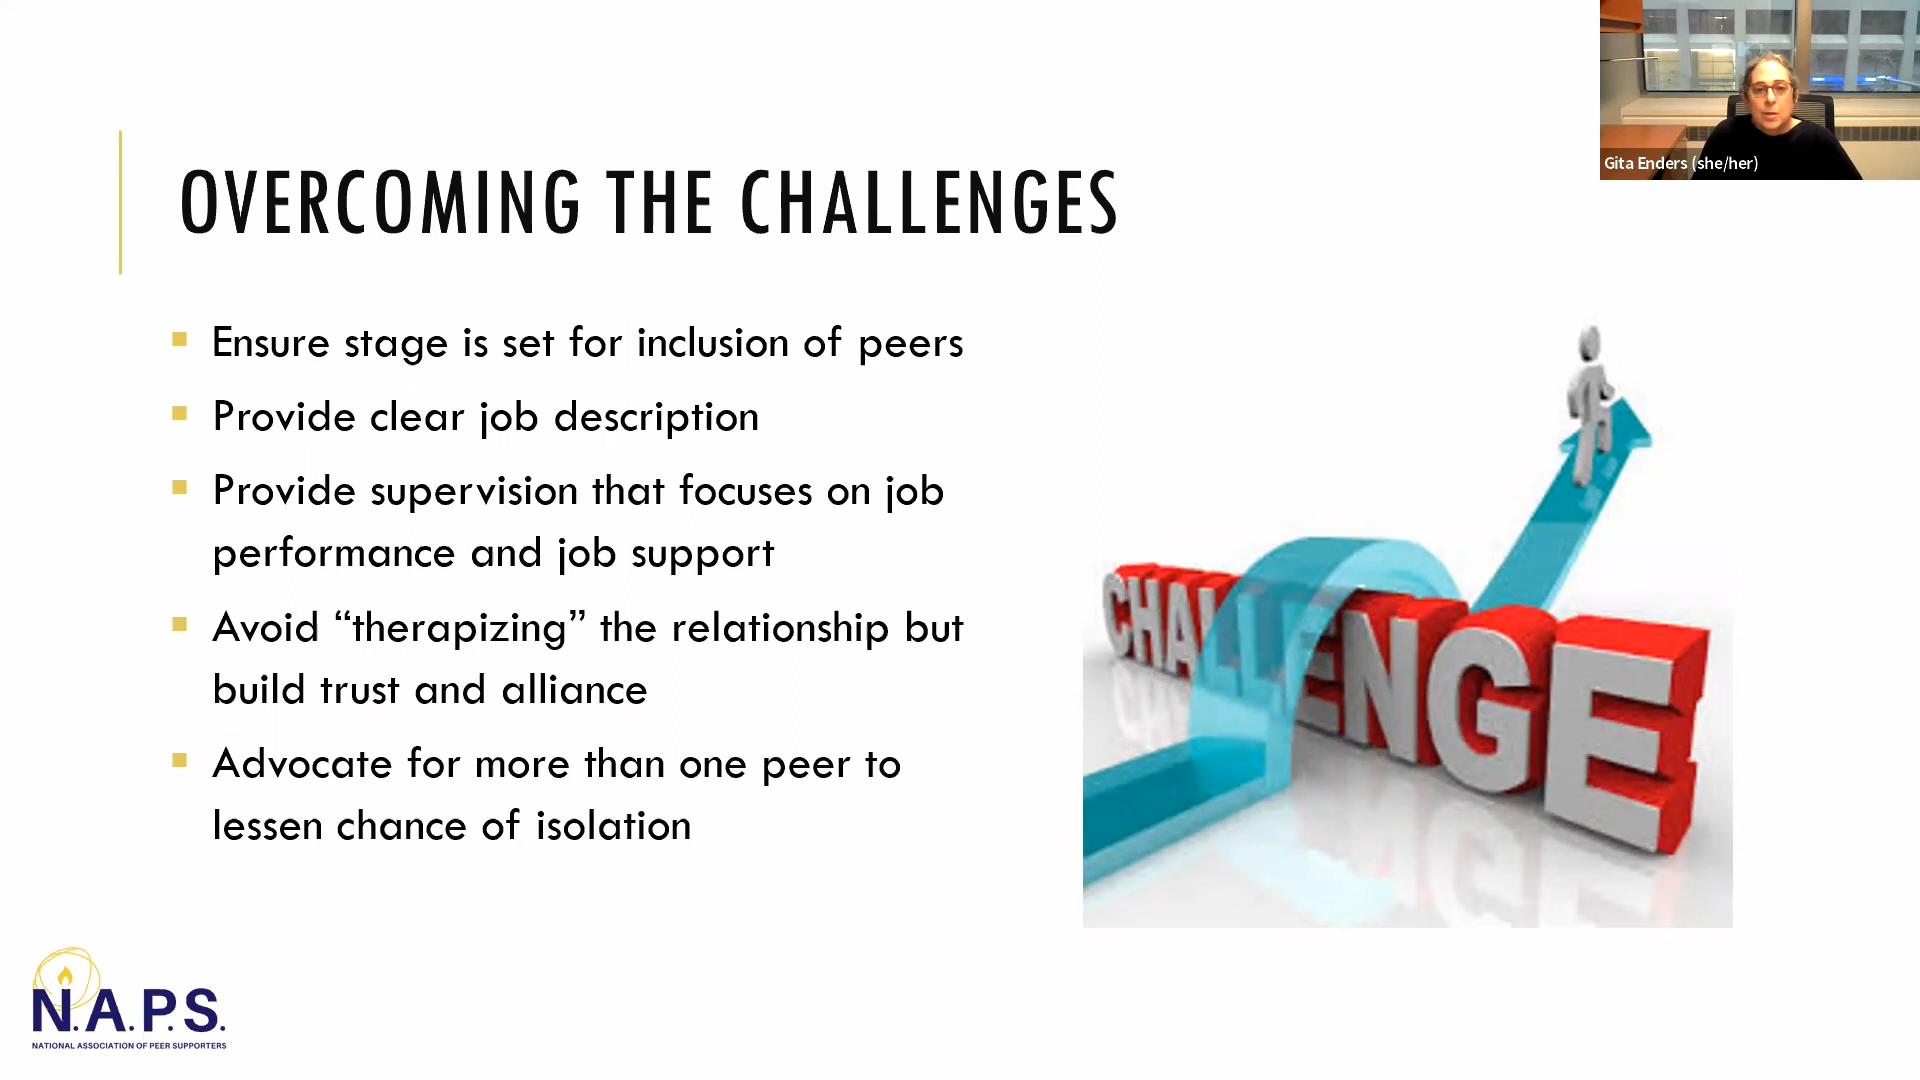 Gita Enders (she/her)
OVERCOMING THE CHALLENGES
Ensure stage is set for inclusion of peers
Provide clear job description
Provide supervision that focuses on job
performance and job support
Avoid “therapizing” the relationship but
build trust and alliance
Advocate for more than one peer to
lessen chance of isolation
CHALLENGE
N.A.P.S.
NATIONAL ASSOCIATION OF PEER SUPPORTERS